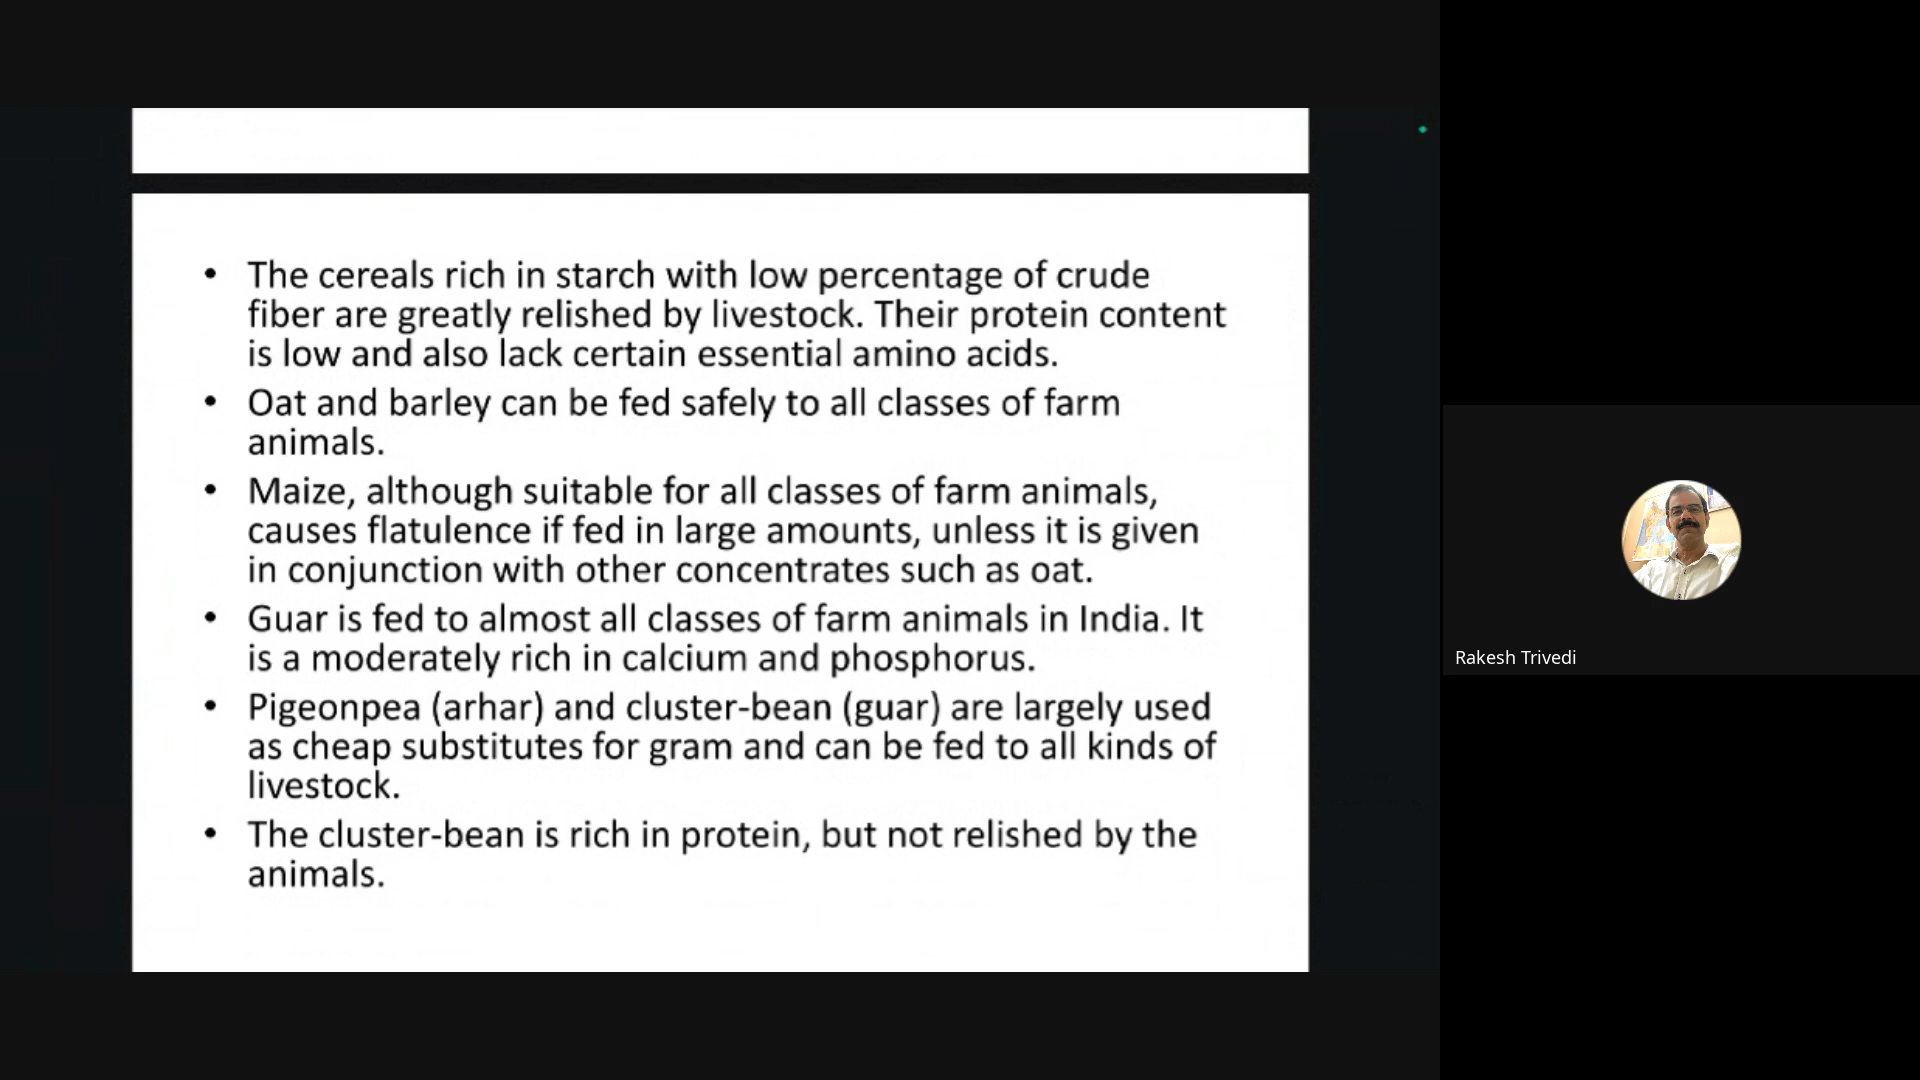 • The cereals rich in starch with low percentage of crude
fiber are greatly relished by livestock. Their protein content
is low and also lack certain essential amino acids.
• Oat and barley can be fed safely to all classes of farm
animals.
• Maize, although suitable for all classes of farm animals,
causes flatulence if fed in large amounts, unless it is given
in conjunction with other concentrates such as oat.
• Guar is fed to almost all classes of farm animals in India. It
is a moderately rich in calcium and phosphorus.
• Pigeonpea (arhar) and cluster-bean (guar) are largely used
as cheap substitutes for gram and can be fed to all kinds of
livestock.
• The cluster-bean is rich in protein, but not relished by the
animals.
Rakesh Trivedi